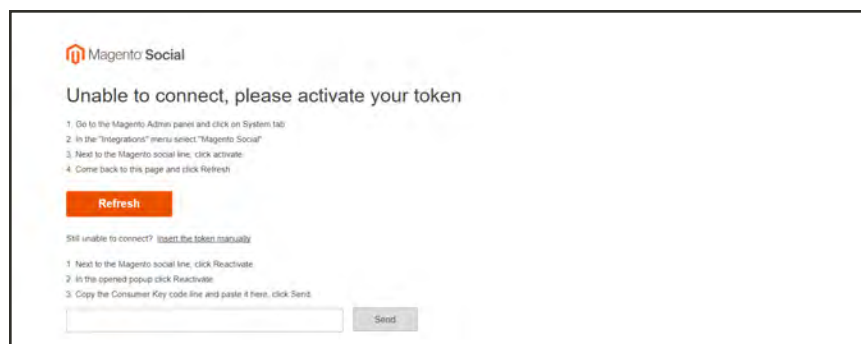 Magento Social
Unable to connect, please activate your token
1. Go to the Magento Admin panel and click on System tab
2. In the "Integrations" menu select "Magento Social"
3. Next to the Magento social line, click activate
4. Come back to this page and click Refresh
Refresh
Still unable to connect? Insert the token manually
1. Next to the Magento social line, click Reactivate
2. In the opened popup click Reactivate
3. Copy the Consumer Key code line and paste it here, click Send.
Send